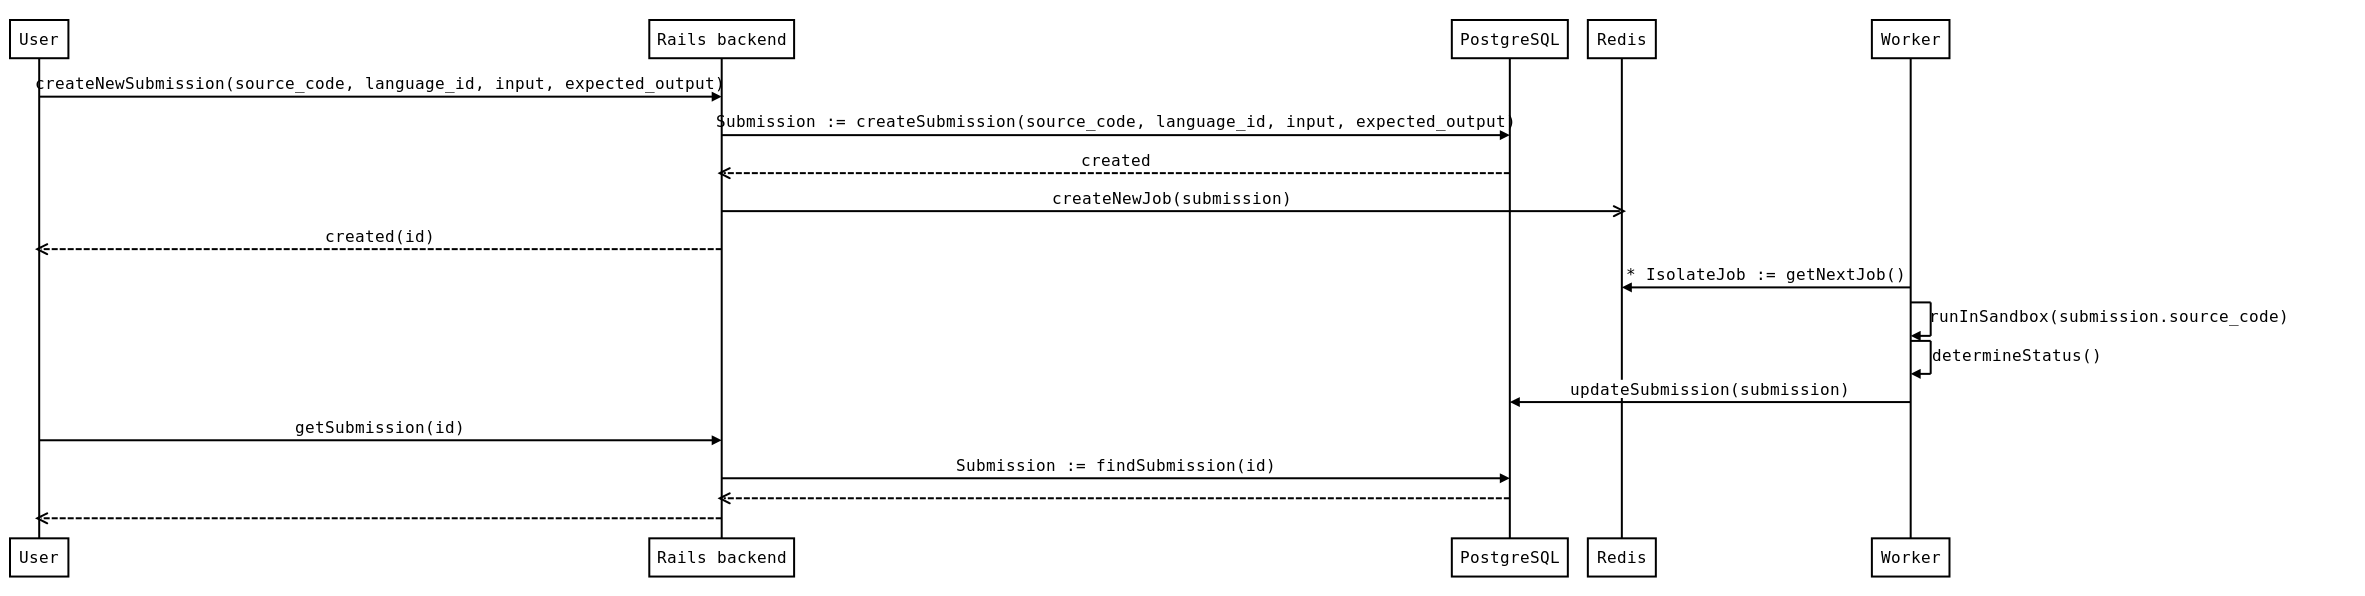 User
Rails backend
PostgreSQL
Redis
Worker
createNewSubmission(source_code, language_id, input, expected_output)
Submission := createSubmission(source_code, language_id, input, expected_output)
created
createNewJob(submission)
created(id)
* IsolateJob := getNextJob()
runInSandbox(submission.source_code)
determineStatus()
updateSubmission(submission)
getSubmission(id)
Submission := findSubmission(id)
User
Rails backend
PostgreSQL
Redis
Worker